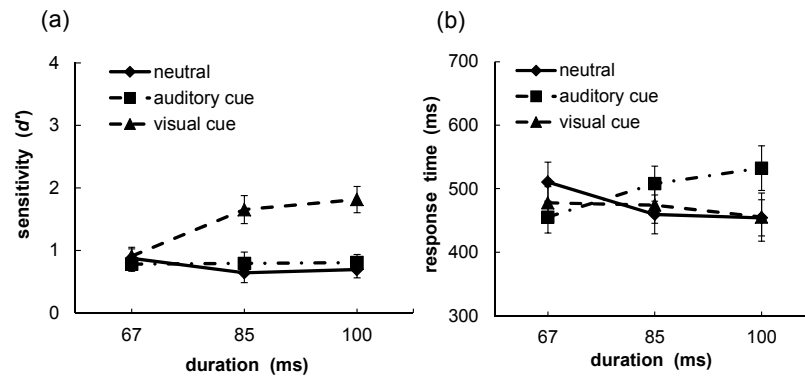 (a)
4
3
2
1
0
sensitivity (d')
neutral
auditory cue
visual cue
67 85 100
duration (ms)
(b)
700
600
500
400
300
response time (ms)
neutral
auditory cue
visual cue
67 85 100
duration (ms)